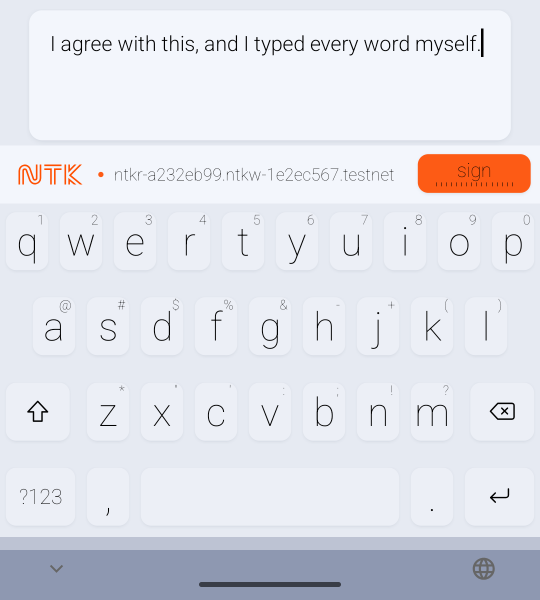 I agree with this, and I typed every word myself.
NTK • ntkr-a232eb99.ntkw-1e2ec567.testnet sign
1 2 3 4 5 6 7 8 9 0
q w e r t y u i o p
@ # $ % & - + ( )
a s d f g h j k l
* " ' : ; ! ?
z x c v b n m
?123 , .